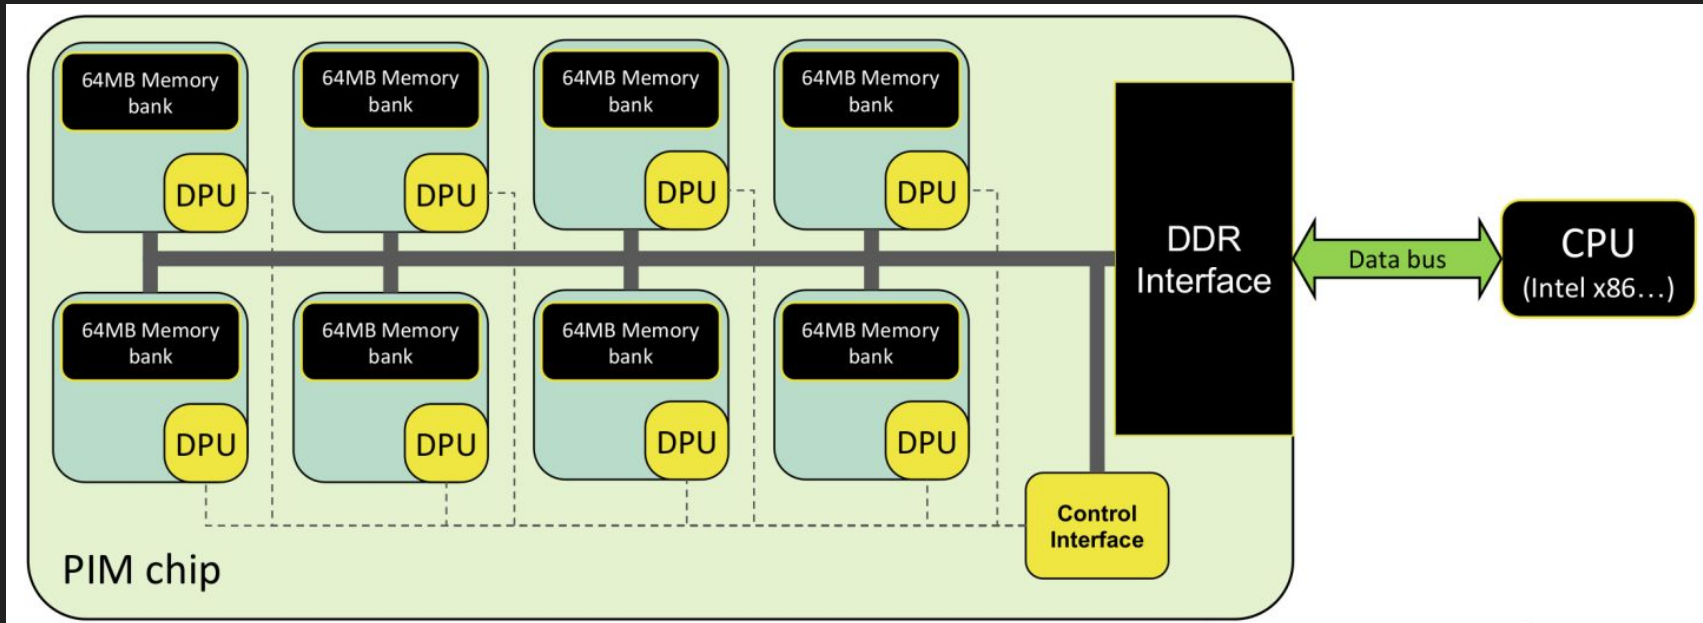 64MB Memory
bank
64MB Memory
bank
64MB Memory
bank
64MB Memory
bank
DPU
DPU
DPU
DPU
DDR
Interface
Data bus
CPU
(Intel x86...)
64MB Memory
bank
64MB Memory
bank
64MB Memory
bank
64MB Memory
bank
DPU
DPU
DPU
DPU
Control
Interface
PIM chip